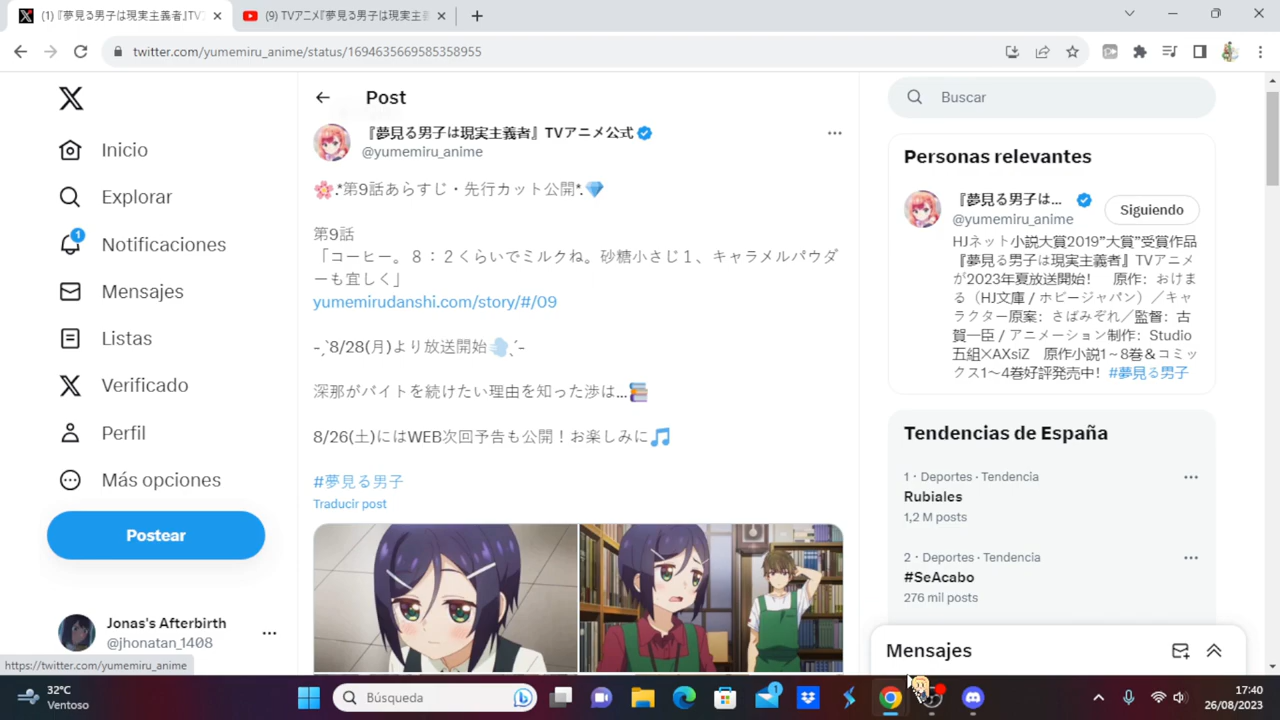 (1) 『夢見る男子は現実主義者』TV
(9) TVアニメ『夢見る男子は現実主
twitter.com/yumemiru_anime/status/1694635669585358955
Inicio
Explorar
1
Notificaciones
Mensajes
Listas
Verificado
Perfil
Más opciones
Postear
Jonas's Afterbirth
@jhonatan_1408
https://twitter.com/yumemiru_anime
Post
『夢見る男子は現実主義者』TVアニメ公式
@yumemiru_anime
.*第9話あらすじ・先行カット公開*.
第9話
「コーヒー。８：２くらいでミルクね。砂糖小さじ１、キャラメルパウダ
ーも宜しく」
yumemirudanshi.com/story/#/09
- ˏˋ8/28(月)より放送開始ˎˊ-
深那がバイトを続けたい理由を知った渉は…
8/26(土)にはWEB次回予告も公開！お楽しみに
#夢見る男子
Traducir post
Buscar
Personas relevantes
『夢見る男子は...
@yumemiru_anime
Siguiendo
HJネット小説大賞2019”大賞”受賞作品
『夢見る男子は現実主義者』TVアニメ
が2023年夏放送開始！ 原作：おけま
る（HJ文庫 / ホビージャパン）／キャ
ラクター原案：さばみぞれ／監督：古
賀一臣 / アニメーション制作：Studio
五組×AXsiZ 原作小説1～8巻＆コミッ
クス1～4巻好評発売中！ #夢見る男子
Tendencias de España
1 · Deportes · Tendencia
Rubiales
1,2 M posts
2 · Deportes · Tendencia
#SeAcabo
276 mil posts
Mensajes
32°C
Ventoso
Búsqueda
1
17:40
26/08/2023